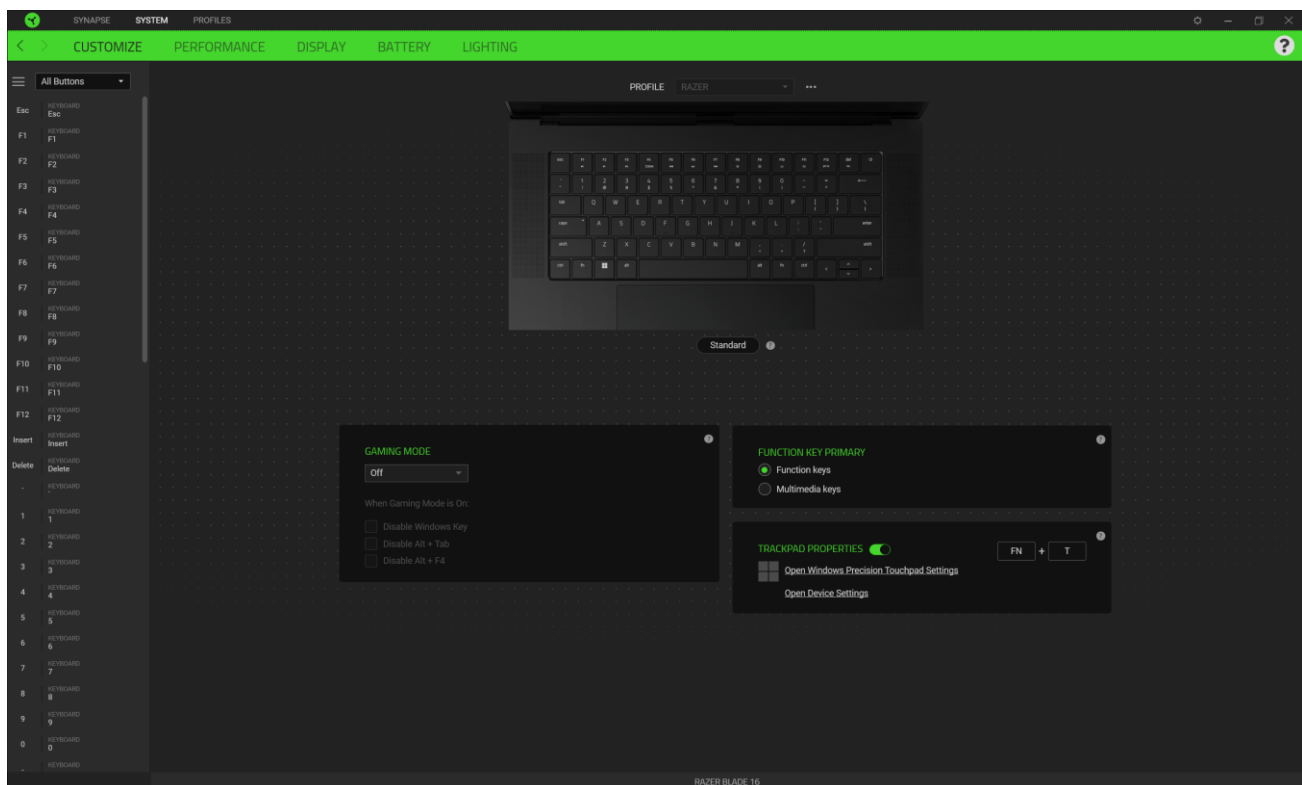 SYNAPSE SYSTEM PROFILES
CUSTOMIZE PERFORMANCE DISPLAY BATTERY LIGHTING ?
All Buttons
PROFILE RAZER
Esc KEYBOARD Esc
F1 KEYBOARD F1
F2 KEYBOARD F2
F3 KEYBOARD F3
F4 KEYBOARD F4
F5 KEYBOARD F5
F6 KEYBOARD F6
F7 KEYBOARD F7
F8 KEYBOARD F8
F9 KEYBOARD F9
F10 KEYBOARD F10
F11 KEYBOARD F11
F12 KEYBOARD F12
Insert KEYBOARD Insert
Delete KEYBOARD Delete
KEYBOARD
1 KEYBOARD 1
2 KEYBOARD 2
3 KEYBOARD 3
4 KEYBOARD 4
5 KEYBOARD 5
6 KEYBOARD 6
7 KEYBOARD 7
8 KEYBOARD 8
9 KEYBOARD 9
0 KEYBOARD 0
KEYBOARD
Q W E R T Y U I O P
A S D F G H J K L
Z X C V B N M
Standard ?
GAMING MODE ?
Off
When Gaming Mode is On:
Disable Windows Key
Disable Alt + Tab
Disable Alt + F4
FUNCTION KEY PRIMARY ?
Function keys
Multimedia keys
TRACKPAD PROPERTIES FN + T ?
Open Windows Precision Touchpad Settings
Open Device Settings
RAZER BLADE 16